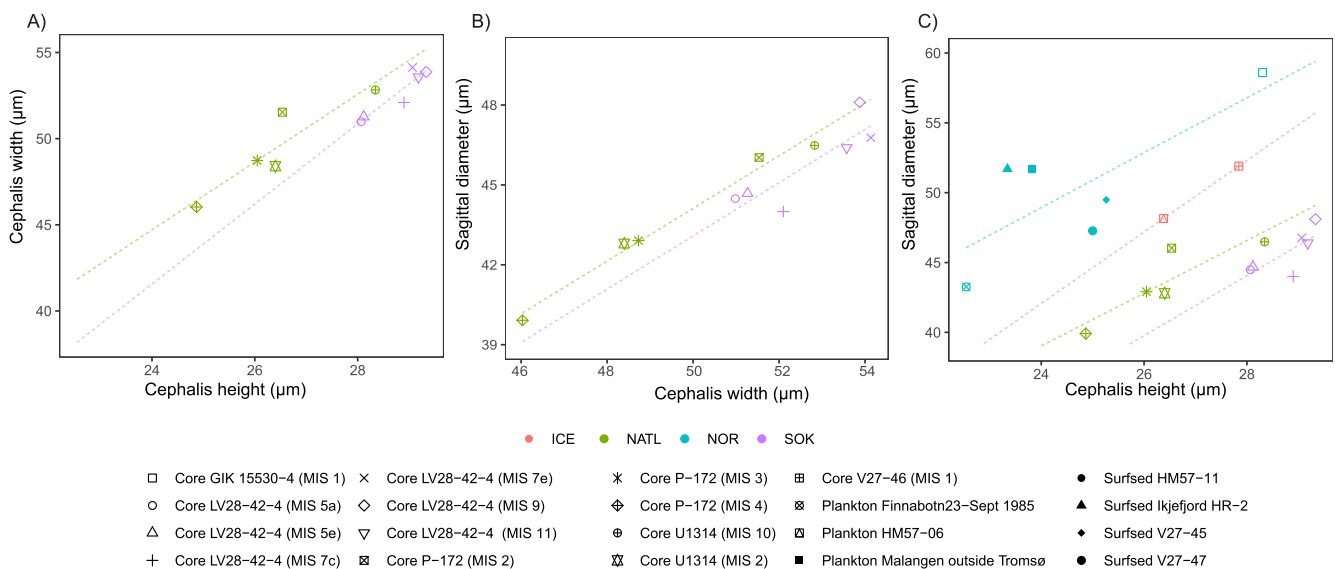 A)
Cephalis width (µm)
55
50
45
40
24
26
28
Cephalis height (µm)
B)
Sagittal diameter (µm)
48
45
42
39
46
48
50
52
54
Cephalis width (µm)
C)
Sagittal diameter (µm)
60
55
50
45
40
24
26
28
Cephalis height (µm)
ICE NATL NOR SOK
Core GIK 15530−4 (MIS 1) Core LV28−42−4 (MIS 7e) Core P−172 (MIS 3) Core V27−46 (MIS 1) Surfsed HM57−11
Core LV28−42−4 (MIS 5a) Core LV28−42−4 (MIS 9) Core P−172 (MIS 4) Plankton Finnabotn23−Sept 1985 Surfsed Ikjefjord HR−2
Core LV28−42−4 (MIS 5e) Core LV28−42−4 (MIS 11) Core U1314 (MIS 10) Plankton HM57−06 Surfsed V27−45
Core LV28−42−4 (MIS 7c) Core P−172 (MIS 2) Core U1314 (MIS 2) Plankton Malangen outside Tromsø Surfsed V27−47